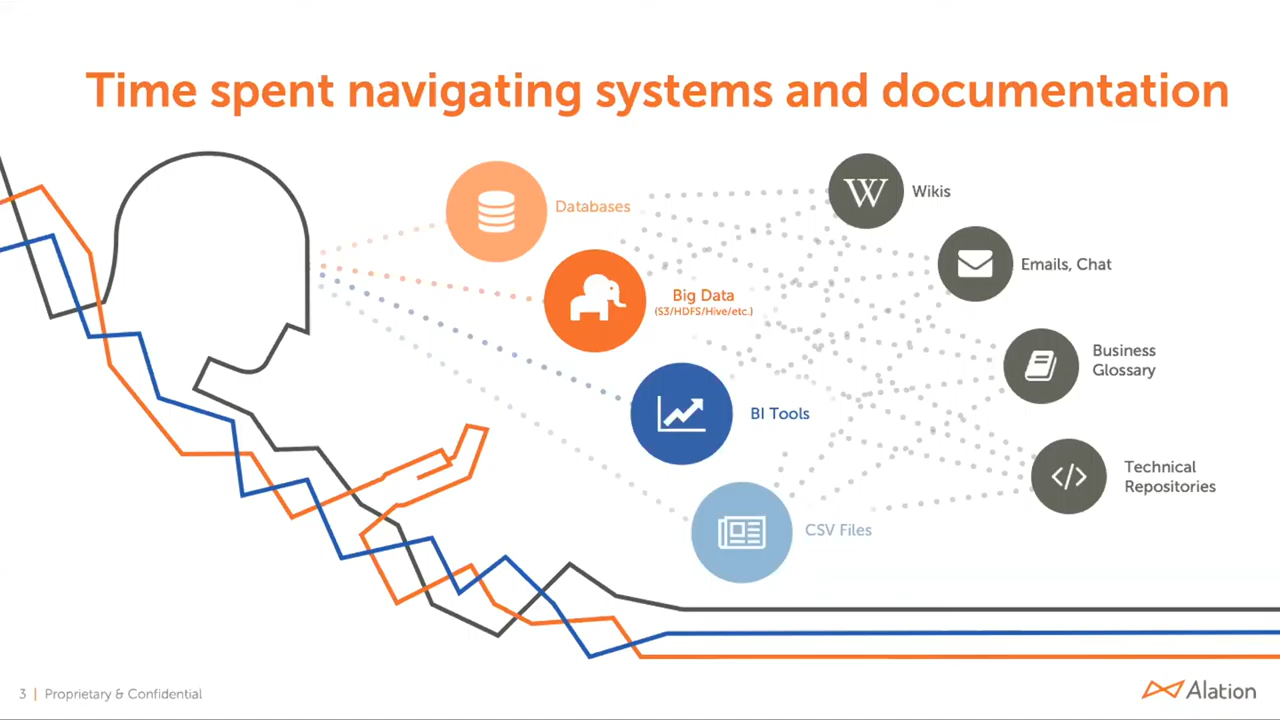 Time spent navigating systems and documentation
Databases
Big Data
(S3/HDFS/Hive/etc.)
BI Tools
CSV Files
W
Wikis
Emails, Chat
Business
Glossary
</>
Technical
Repositories
3 | Proprietary & Confidential
Alation